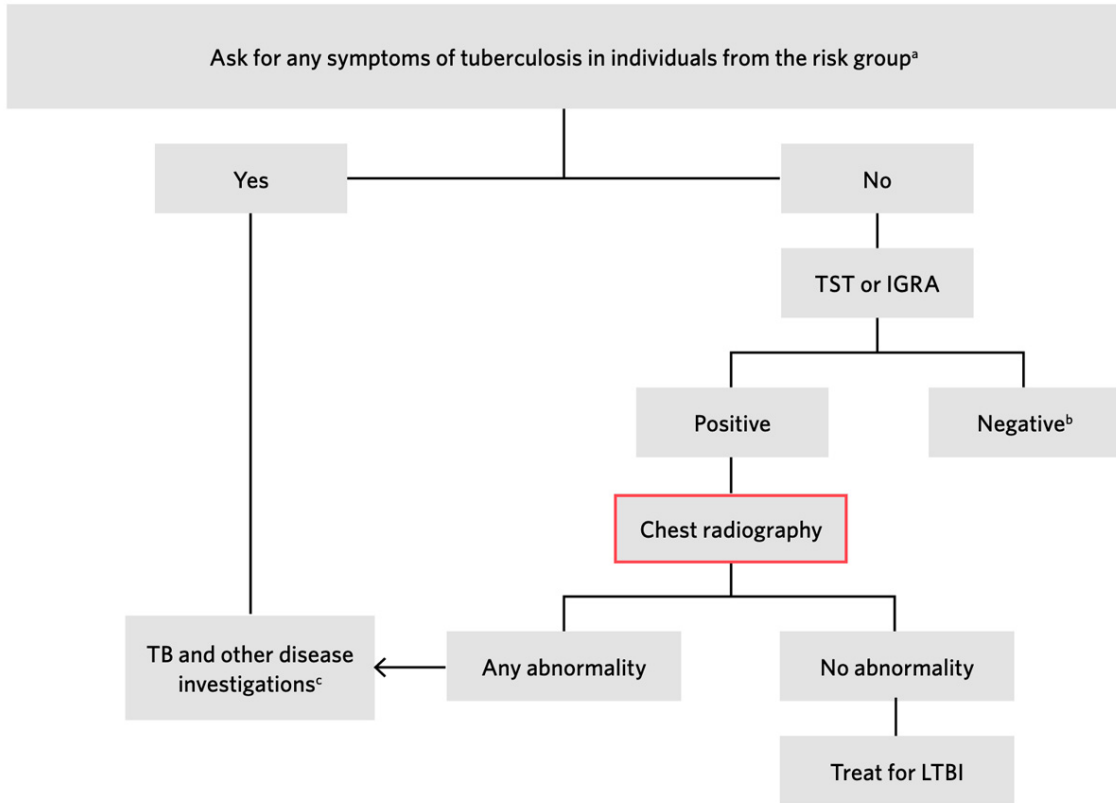 Ask for any symptoms of tuberculosis in individuals from the risk groupᵃ
Yes
No
TST or IGRA
Positive
Negativeᵇ
Chest radiography
TB and other disease
investigationsᶜ
Any abnormality
No abnormality
Treat for LTBI